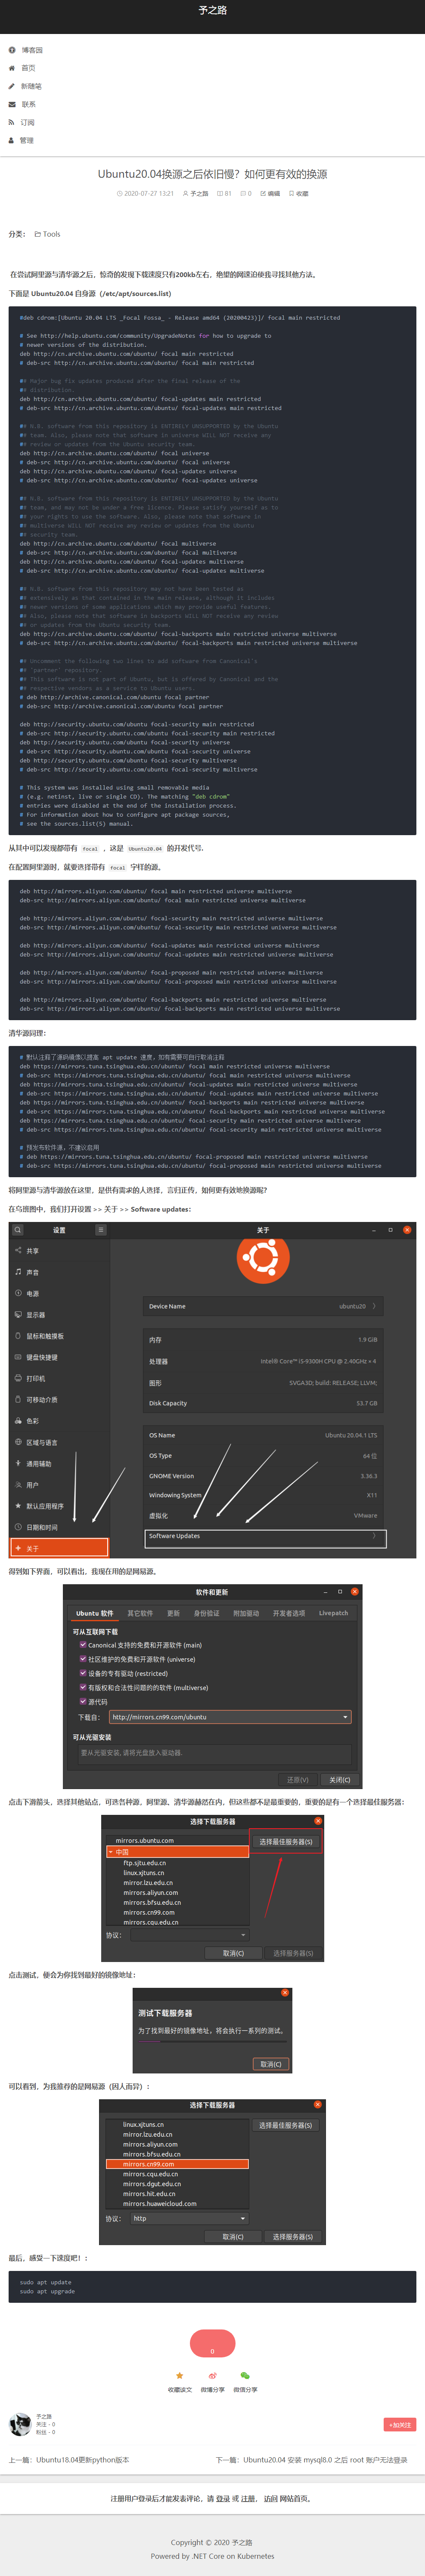 予之路
博客园
首页
新随笔
联系
订阅
管理
Ubuntu20.04换源之后依旧慢？如何更有效的换源
2020-07-27 13:21 予之路 81 0 编辑 收藏
分类： Tools
在尝试阿里源与清华源之后，惊奇的发现下载速度只有200kb左右，绝望的网速迫使我寻找其他方法。
下面是 Ubuntu20.04 自身源（/etc/apt/sources.list）
#deb cdrom:[Ubuntu 20.04 LTS _Focal Fossa_ - Release amd64 (20200423)]/ focal main restricted
# See http://help.ubuntu.com/community/UpgradeNotes for how to upgrade to
# newer versions of the distribution.
deb http://cn.archive.ubuntu.com/ubuntu/ focal main restricted
# deb-src http://cn.archive.ubuntu.com/ubuntu/ focal main restricted
## Major bug fix updates produced after the final release of the
## distribution.
deb http://cn.archive.ubuntu.com/ubuntu/ focal-updates main restricted
# deb-src http://cn.archive.ubuntu.com/ubuntu/ focal-updates main restricted
## N.B. software from this repository is ENTIRELY UNSUPPORTED by the Ubuntu
## team. Also, please note that software in universe WILL NOT receive any
## review or updates from the Ubuntu security team.
deb http://cn.archive.ubuntu.com/ubuntu/ focal universe
# deb-src http://cn.archive.ubuntu.com/ubuntu/ focal universe
deb http://cn.archive.ubuntu.com/ubuntu/ focal-updates universe
# deb-src http://cn.archive.ubuntu.com/ubuntu/ focal-updates universe
## N.B. software from this repository is ENTIRELY UNSUPPORTED by the Ubuntu
## team, and may not be under a free licence. Please satisfy yourself as to
## your rights to use the software. Also, please note that software in
## multiverse WILL NOT receive any review or updates from the Ubuntu
## security team.
deb http://cn.archive.ubuntu.com/ubuntu/ focal multiverse
# deb-src http://cn.archive.ubuntu.com/ubuntu/ focal multiverse
deb http://cn.archive.ubuntu.com/ubuntu/ focal-updates multiverse
# deb-src http://cn.archive.ubuntu.com/ubuntu/ focal-updates multiverse
## N.B. software from this repository may not have been tested as
## extensively as that contained in the main release, although it includes
## newer versions of some applications which may provide useful features.
## Also, please note that software in backports WILL NOT receive any review
## or updates from the Ubuntu security team.
deb http://cn.archive.ubuntu.com/ubuntu/ focal-backports main restricted universe multiverse
# deb-src http://cn.archive.ubuntu.com/ubuntu/ focal-backports main restricted universe multiverse
## Uncomment the following two lines to add software from Canonical's
## 'partner' repository.
## This software is not part of Ubuntu, but is offered by Canonical and the
## respective vendors as a service to Ubuntu users.
# deb http://archive.canonical.com/ubuntu focal partner
# deb-src http://archive.canonical.com/ubuntu focal partner
deb http://security.ubuntu.com/ubuntu focal-security main restricted
# deb-src http://security.ubuntu.com/ubuntu focal-security main restricted
deb http://security.ubuntu.com/ubuntu focal-security universe
# deb-src http://security.ubuntu.com/ubuntu focal-security universe
deb http://security.ubuntu.com/ubuntu focal-security multiverse
# deb-src http://security.ubuntu.com/ubuntu focal-security multiverse
# This system was installed using small removable media
# (e.g. netinst, live or single CD). The matching "deb cdrom"
# entries were disabled at the end of the installation process.
# For information about how to configure apt package sources,
# see the sources.list(5) manual.
从其中可以发现都带有 focal ，这是 Ubuntu20.04 的开发代号.
在配置阿里源时，就要选择带有 focal 字样的源。
deb http://mirrors.aliyun.com/ubuntu/ focal main restricted universe multiverse
deb-src http://mirrors.aliyun.com/ubuntu/ focal main restricted universe multiverse
deb http://mirrors.aliyun.com/ubuntu/ focal-security main restricted universe multiverse
deb-src http://mirrors.aliyun.com/ubuntu/ focal-security main restricted universe multiverse
deb http://mirrors.aliyun.com/ubuntu/ focal-updates main restricted universe multiverse
deb-src http://mirrors.aliyun.com/ubuntu/ focal-updates main restricted universe multiverse
deb http://mirrors.aliyun.com/ubuntu/ focal-proposed main restricted universe multiverse
deb-src http://mirrors.aliyun.com/ubuntu/ focal-proposed main restricted universe multiverse
deb http://mirrors.aliyun.com/ubuntu/ focal-backports main restricted universe multiverse
deb-src http://mirrors.aliyun.com/ubuntu/ focal-backports main restricted universe multiverse
清华源同理：
# 默认注释了源码镜像以提高 apt update 速度，如有需要可自行取消注释
deb https://mirrors.tuna.tsinghua.edu.cn/ubuntu/ focal main restricted universe multiverse
# deb-src https://mirrors.tuna.tsinghua.edu.cn/ubuntu/ focal main restricted universe multiverse
deb https://mirrors.tuna.tsinghua.edu.cn/ubuntu/ focal-updates main restricted universe multiverse
# deb-src https://mirrors.tuna.tsinghua.edu.cn/ubuntu/ focal-updates main restricted universe multiverse
deb https://mirrors.tuna.tsinghua.edu.cn/ubuntu/ focal-backports main restricted universe multiverse
# deb-src https://mirrors.tuna.tsinghua.edu.cn/ubuntu/ focal-backports main restricted universe multiverse
deb https://mirrors.tuna.tsinghua.edu.cn/ubuntu/ focal-security main restricted universe multiverse
# deb-src https://mirrors.tuna.tsinghua.edu.cn/ubuntu/ focal-security main restricted universe multiverse
# 预发布软件源，不建议启用
# deb https://mirrors.tuna.tsinghua.edu.cn/ubuntu/ focal-proposed main restricted universe multiverse
# deb-src https://mirrors.tuna.tsinghua.edu.cn/ubuntu/ focal-proposed main restricted universe multiverse
将阿里源与清华源放在这里，是供有需求的人选择，言归正传，如何更有效地换源呢？
在乌班图中，我们打开设置 >> 关于 >> Software updates：
设置 关于
共享
声音
电源
显示器
鼠标和触摸板
键盘快捷键
打印机
可移动介质
色彩
区域与语言
通用辅助
用户
默认应用程序
日期和时间
关于
Device Name ubuntu20
内存 1.9 GiB
处理器 Intel® Core™ i5-9300H CPU @ 2.40GHz × 4
图形 SVGA3D; build: RELEASE; LLVM;
Disk Capacity 53.7 GB
OS Name Ubuntu 20.04.1 LTS
OS Type 64 位
GNOME Version 3.36.3
Windowing System X11
虚拟化 VMware
Software Updates
得到如下界面，可以看出，我现在用的是网易源。
软件和更新
Ubuntu 软件 其它软件 更新 身份验证 附加驱动 开发者选项 Livepatch
可从互联网下载
Canonical 支持的免费和开源软件 (main)
社区维护的免费和开源软件 (universe)
设备的专有驱动 (restricted)
有版权和合法性问题的的软件 (multiverse)
源代码
下载自： http://mirrors.cn99.com/ubuntu
可从光驱安装
要从光驱安装, 请将光盘放入驱动器.
还原(V) 关闭(C)
点击下滑箭头，选择其他站点，可选各种源，阿里源、清华源赫然在内，但这些都不是最重要的，重要的是有一个选择最佳服务器：
选择下载服务器
mirrors.ubuntu.com
中国
ftp.sjtu.edu.cn
linux.xjtuns.cn
mirror.lzu.edu.cn
mirrors.aliyun.com
mirrors.bfsu.edu.cn
mirrors.cn99.com
mirrors.cqu.edu.cn
选择最佳服务器(S)
协议：
取消(C) 选择服务器(S)
点击测试，便会为你找到最好的镜像地址：
测试下载服务器
为了找到最好的镜像地址，将会执行一系列的测试。
取消(C)
可以看到，为我推荐的是网易源（因人而异）：
选择下载服务器
linux.xjtuns.cn
mirror.lzu.edu.cn
mirrors.aliyun.com
mirrors.bfsu.edu.cn
mirrors.cn99.com
mirrors.cqu.edu.cn
mirrors.dgut.edu.cn
mirrors.hit.edu.cn
mirrors.huaweicloud.com
选择最佳服务器(S)
协议： http
取消(C) 选择服务器(S)
最后，感受一下速度吧！：
sudo apt update
sudo apt upgrade
0
收藏该文 微博分享 微信分享
予之路
关注 - 0
粉丝 - 0
+加关注
上一篇：Ubuntu18.04更新python版本 下一篇：Ubuntu20.04 安装 mysql8.0 之后 root 账户无法登录
注册用户登录后才能发表评论，请 登录 或 注册， 访问 网站首页。
Copyright © 2020 予之路
Powered by .NET Core on Kubernetes